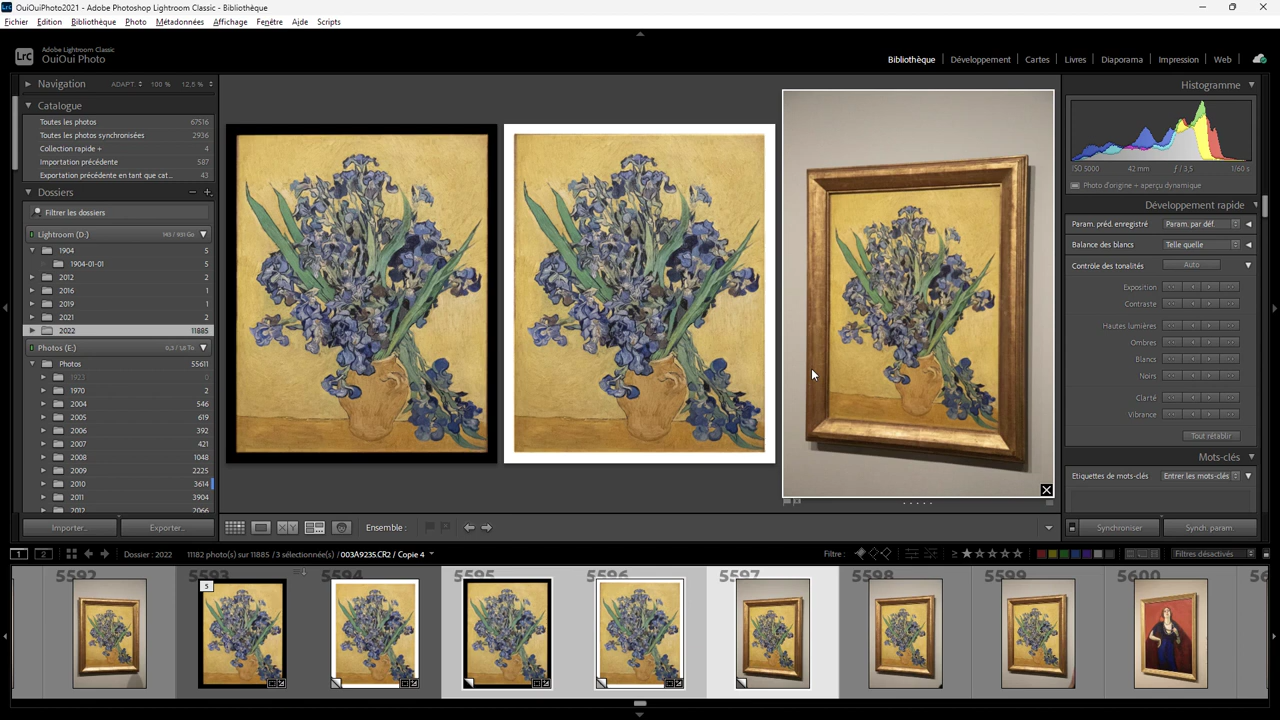 OuiOuiPhoto2021 - Adobe Photoshop Lightroom Classic - Bibliothèque
Fichier Edition Bibliothèque Photo Métadonnées Affichage Fenêtre Aide Scripts
Lrc
Adobe Lightroom Classic
OuiOui Photo
Bibliothèque Développement Cartes Livres Diaporama Impression Web
Navigation ADAPT. 100 % 12,5 %
Catalogue
Toutes les photos 67516
Toutes les photos synchronisées 2936
Collection rapide + 4
Importation précédente 587
Exportation précédente en tant que cat... 43
Dossiers
Filtrer les dossiers
Lightroom (D:)
1904 5
1904-01-01 5
2012 2
2016 1
2019 1
2021 1
2022 11885
Photos (E:)
Photos 55611
1923 0
1970 2
2004 546
2005 619
2006 392
2007 421
2008 1048
2009 2225
2010 3614
2011 3904
2012 2066
Importer... Exporter...
Histogramme
ISO 5000 42 mm ƒ / 3,5 1/60 s
Photo d'origine + aperçu dynamique
Développement rapide
Param. préd. enregistré Param. par déf.
Balance des blancs Telle quelle
Contrôle des tonalités Auto
Exposition
Contraste
Hautes lumières
Ombres
Blancs
Noirs
Clarté
Vibrance
Tout rétablir
Mots-clés
Etiquettes de mots-clés Entrer les mots-clés
Synchroniser Synch. param.
X Y Ensemble :
1 2 Dossier : 2022 11182 photo(s) sur 11885 / 3 sélectionnée(s) / 003A9235.CR2 / Copie 4 Filtre : Filtres désactivés
5592 5593 5594 5595 5596 5597 5598 5599 5600 56
5